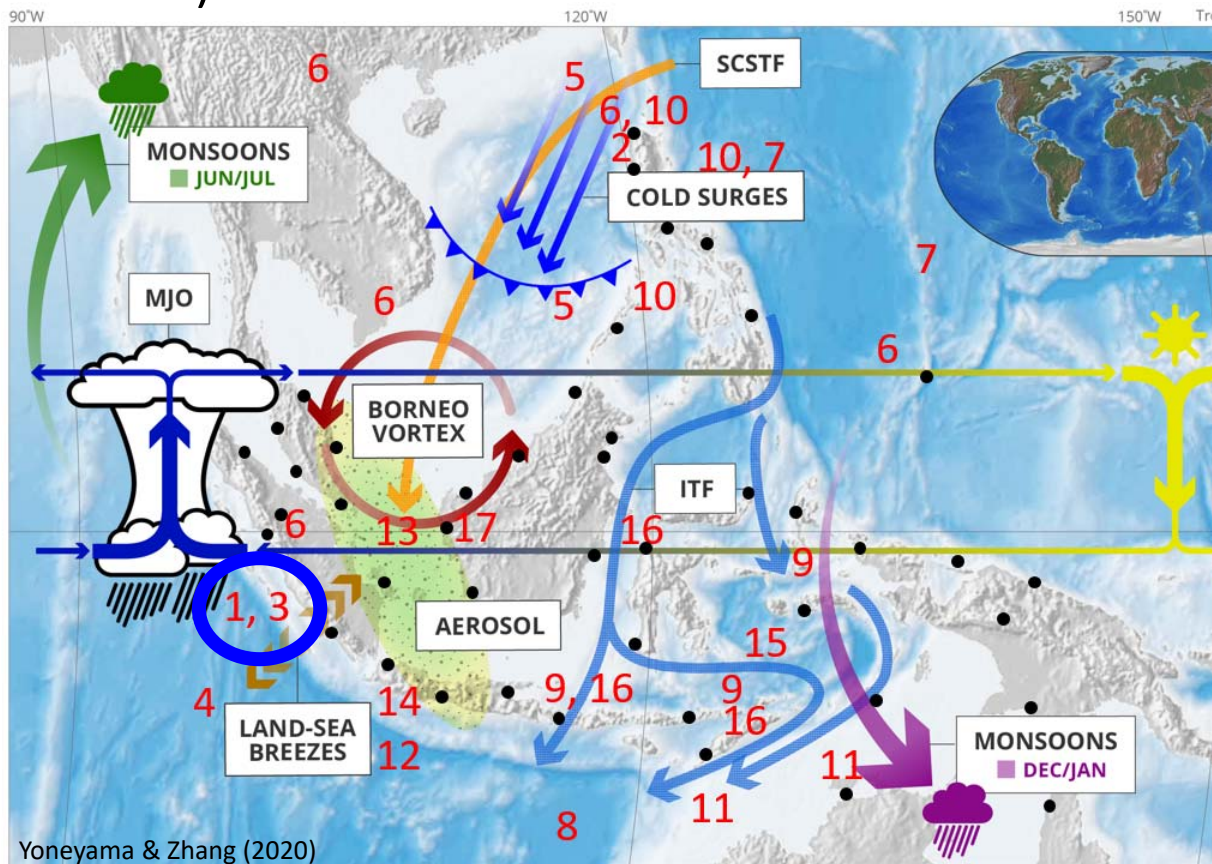 )
90°W
120°W
150°W
Tr
6
5
SCSTF
6, 10
2
10, 7
MONSOONS
JUN/JUL
COLD SURGES
7
MJO
6
5
10
6
BORNEO
VORTEX
ITF
6
13
17
16
9
1, 3
AEROSOL
15
4
14
9, 16
9
16
LAND-SEA
BREEZES
12
MONSOONS
DEC/JAN
11
11
8
Yoneyama & Zhang (2020)